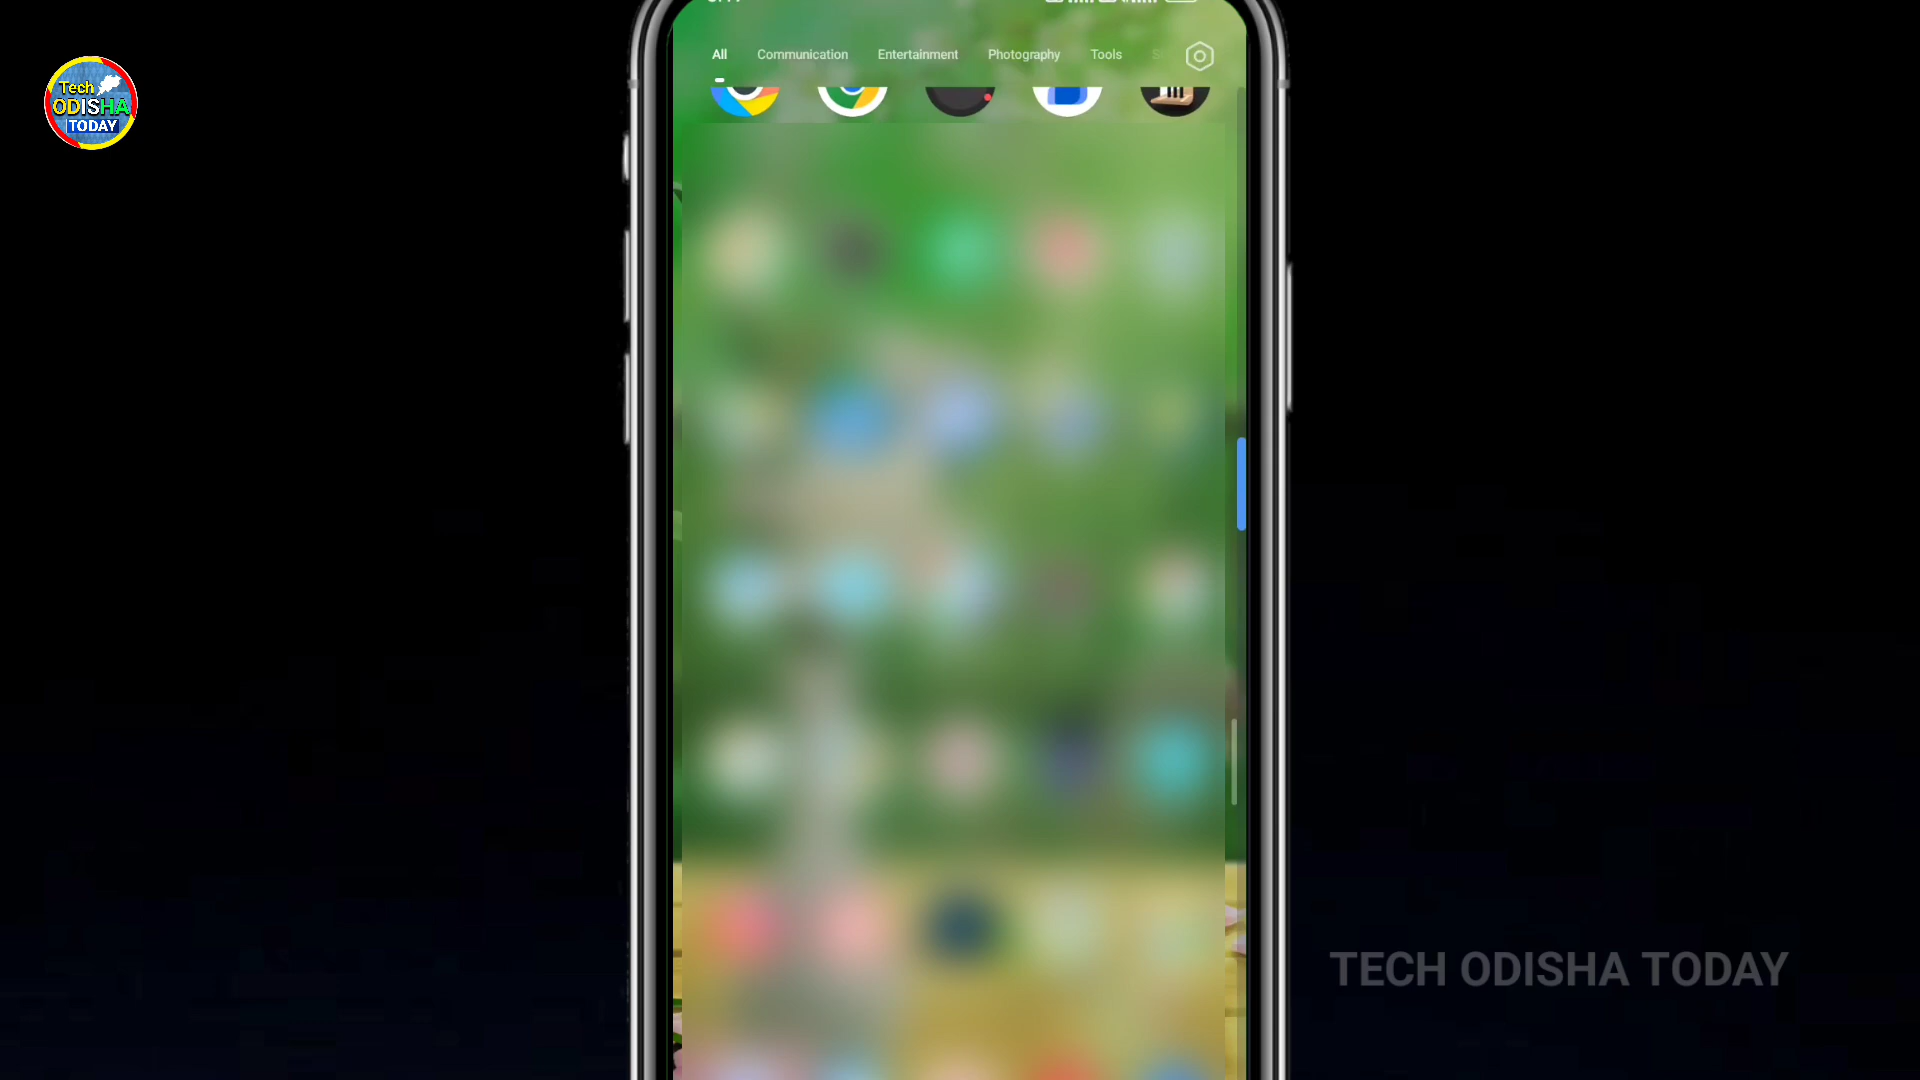 All Communication Entertainment Photography Tools
Tech
ODISHA
TODAY
TECH ODISHA TODAY